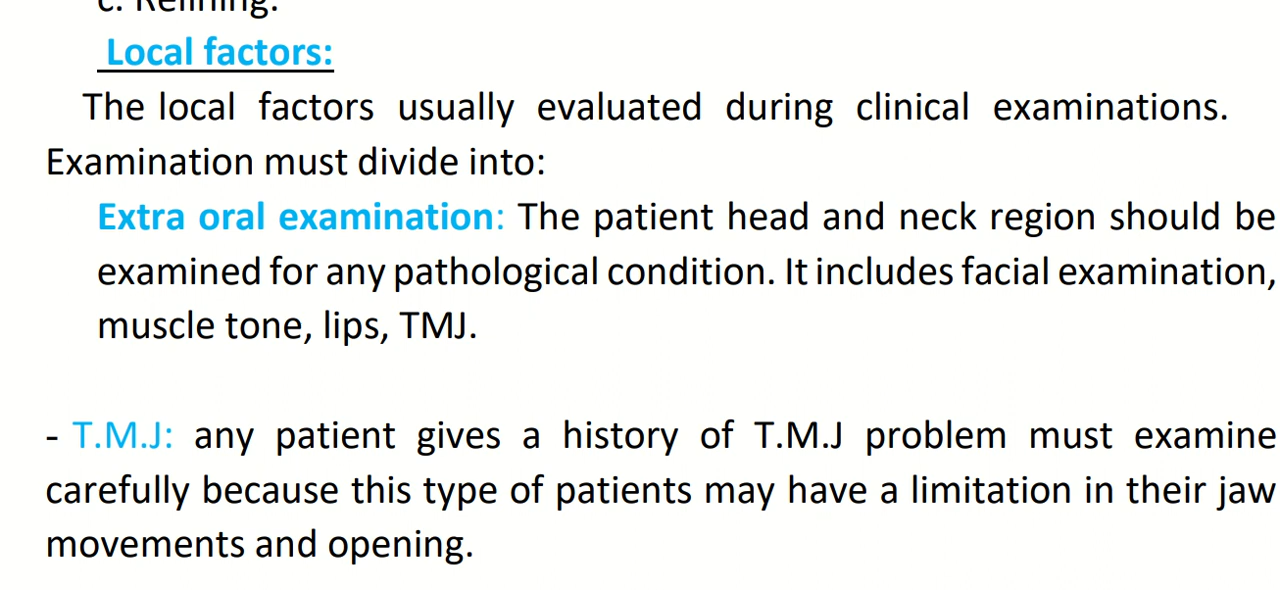 c. Refining.
Local factors:
The local factors usually evaluated during clinical examinations.
Examination must divide into:
Extra oral examination: The patient head and neck region should be
examined for any pathological condition. It includes facial examination,
muscle tone, lips, TMJ.
- T.M.J: any patient gives a history of T.M.J problem must examine
carefully because this type of patients may have a limitation in their jaw
movements and opening.